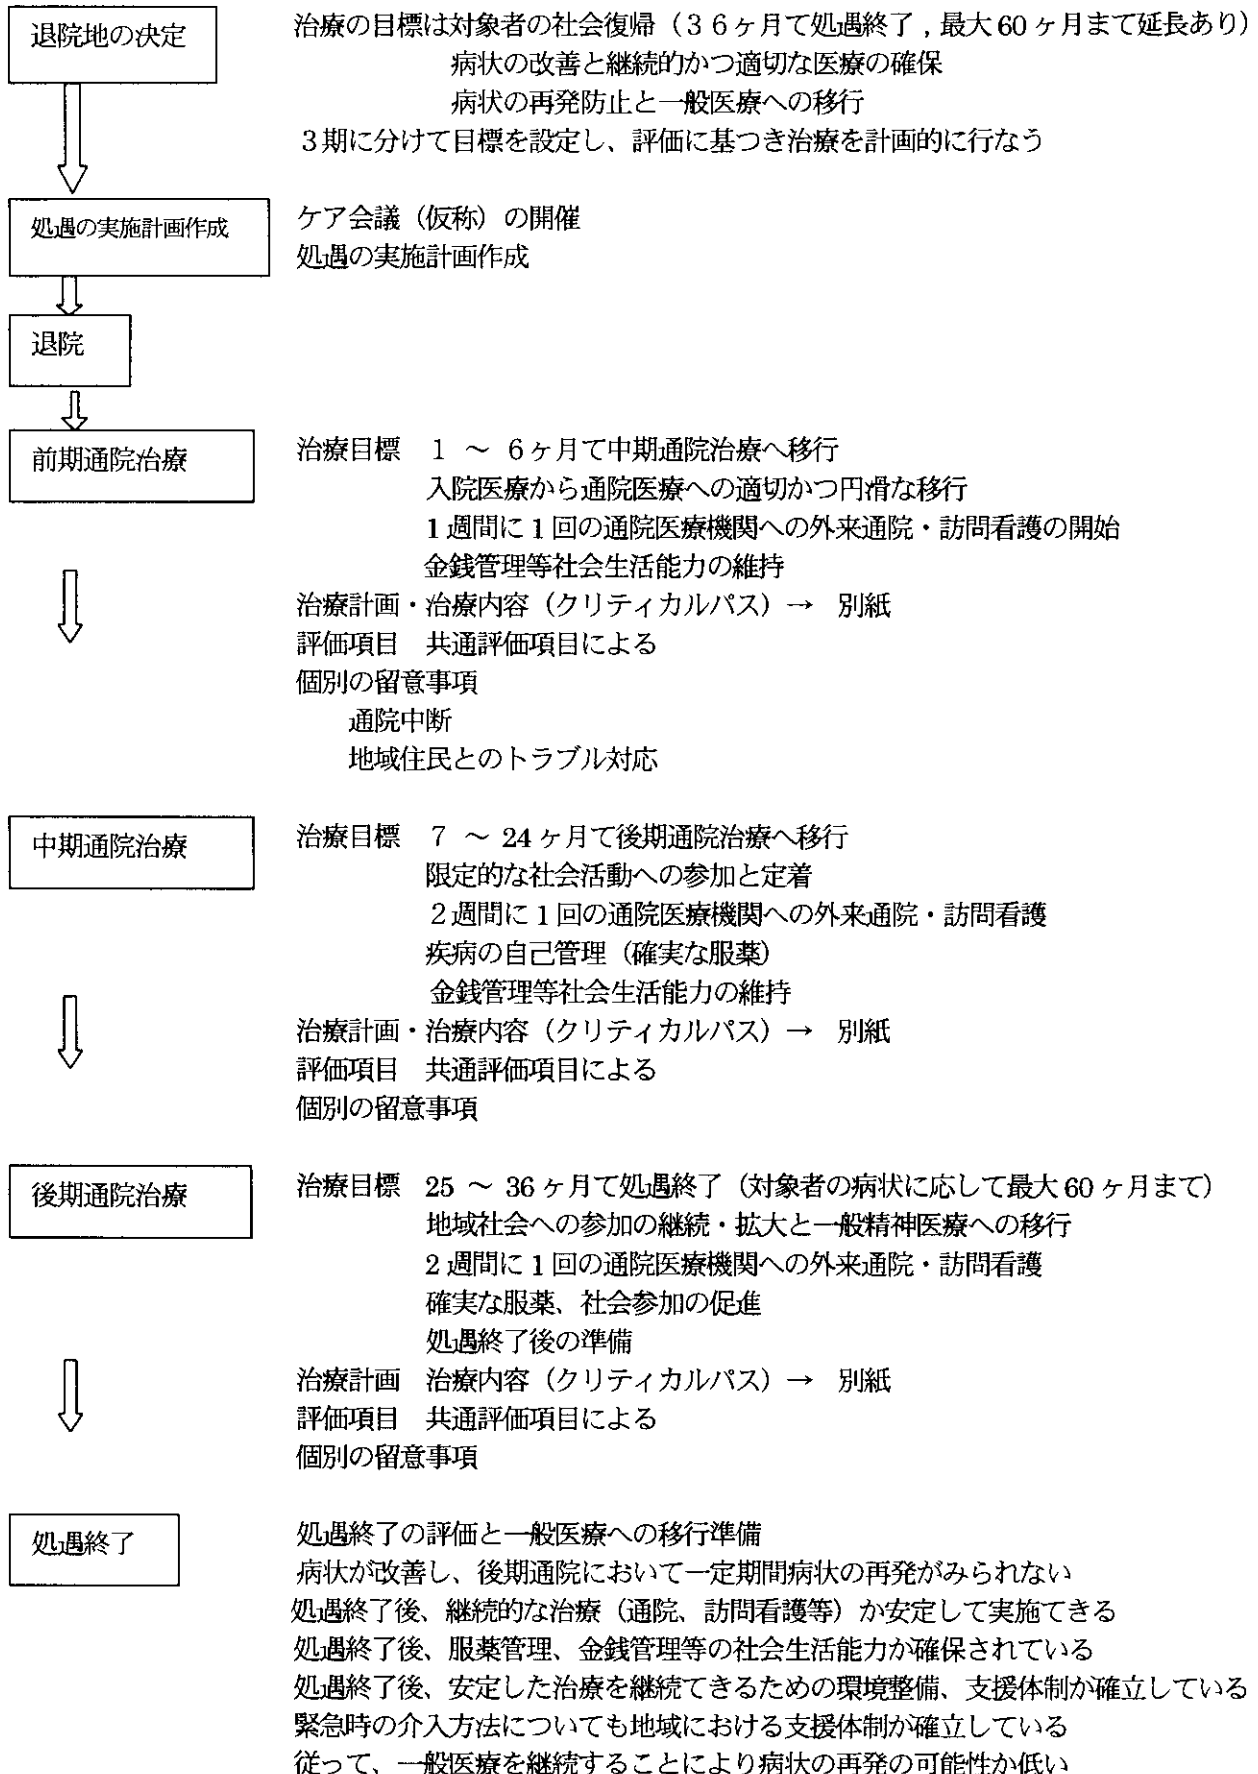 退院地の決定
治療の目標は対象者の社会復帰（３６ヶ月て処遇終了，最大60ヶ月まて延長あり）
病状の改善と継続的かつ適切な医療の確保
病状の再発防止と一般医療への移行
３期に分けて目標を設定し、評価に基つき治療を計画的に行なう
処遇の実施計画作成
ケア会議（仮称）の開催
処遇の実施計画作成
退院
前期通院治療
治療目標　１ ～ ６ヶ月て中期通院治療へ移行
入院医療から通院医療への適切かつ円滑な移行
1週間に1回の通院医療機関への外来通院・訪問看護の開始
金銭管理等社会生活能力の維持
治療計画・治療内容（クリティカルパス）→　別紙
評価項目　共通評価項目による
個別の留意事項
通院中断
地域住民とのトラブル対応
中期通院治療
治療目標　７ ～ 24ヶ月て後期通院治療へ移行
限定的な社会活動への参加と定着
２週間に1回の通院医療機関への外来通院・訪問看護
疾病の自己管理（確実な服薬）
金銭管理等社会生活能力の維持
治療計画・治療内容（クリティカルパス）→　別紙
評価項目　共通評価項目による
個別の留意事項
後期通院治療
治療目標　25 ～ 36ヶ月て処遇終了（対象者の病状に応して最大60ヶ月まて）
地域社会への参加の継続・拡大と一般精神医療への移行
2週間に1回の通院医療機関への外来通院・訪問看護
確実な服薬、社会参加の促進
処遇終了後の準備
治療計画　治療内容（クリティカルパス）→　別紙
評価項目　共通評価項目による
個別の留意事項
処遇終了
処遇終了の評価と一般医療への移行準備
病状が改善し、後期通院において一定期間病状の再発がみられない
処遇終了後、継続的な治療（通院、訪問看護等）か安定して実施てきる
処遇終了後、服薬管理、金銭管理等の社会生活能力が確保されている
処遇終了後、安定した治療を継続てきるための環境整備、支援体制が確立している
緊急時の介入方法についても地域における支援体制が確立している
従って、一般医療を継続することにより病状の再発の可能性か低い